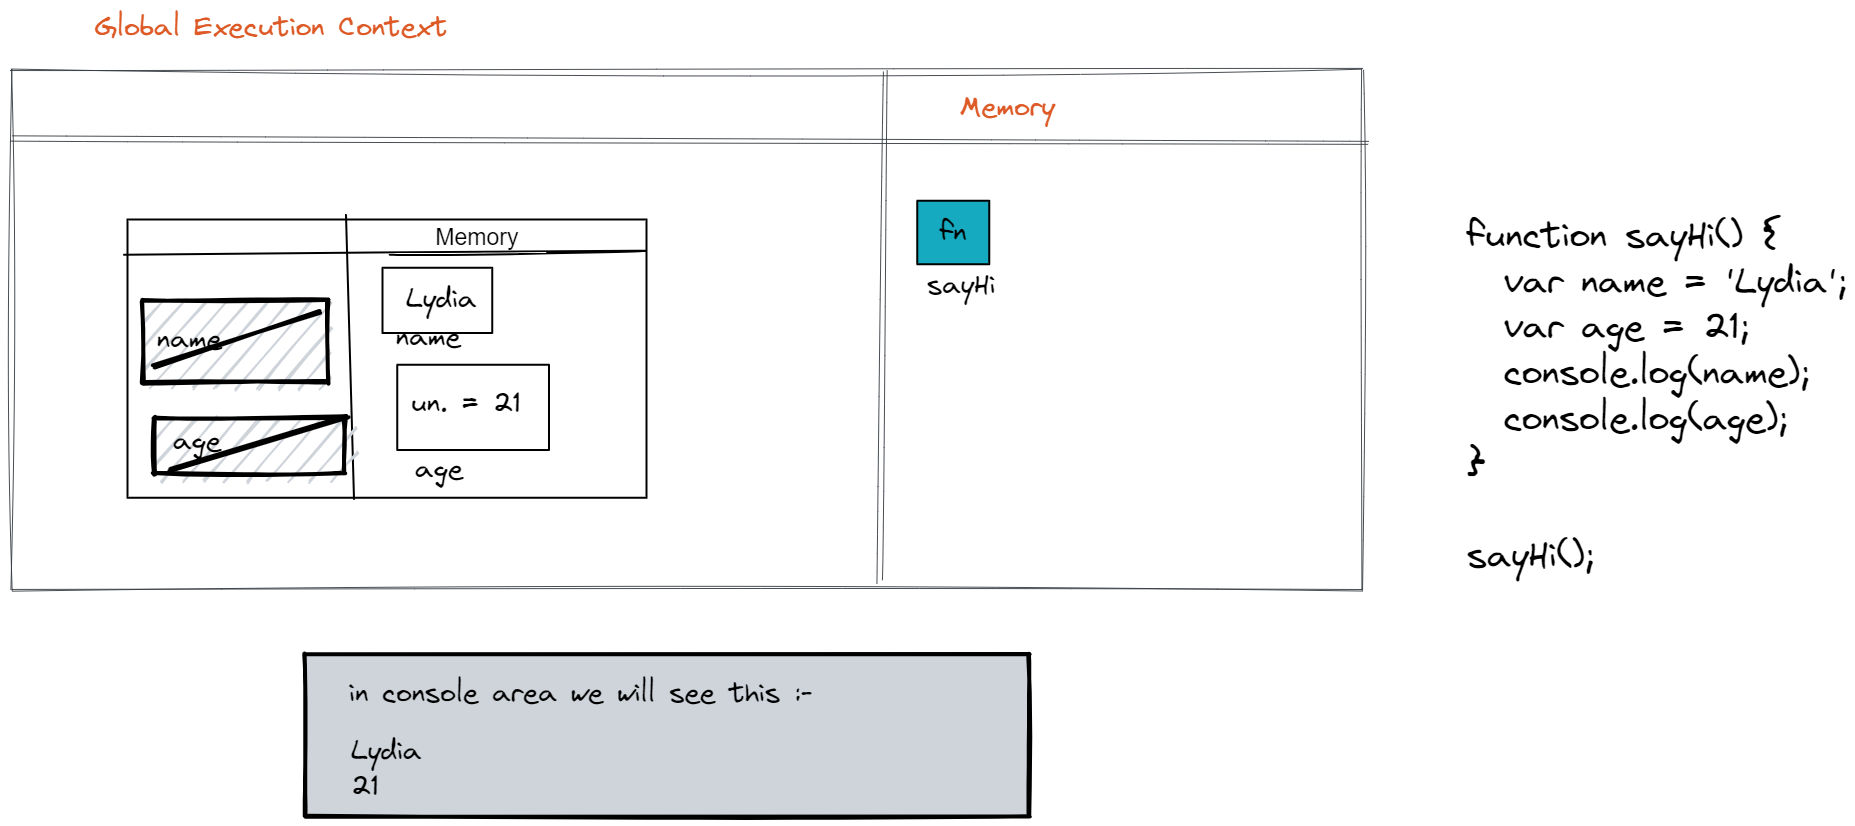 Global Execution Context
Memory
Memory
Lydia
name
name
un. = 21
age
age
fn
sayHi
function sayHi() {
var name = 'Lydia';
var age = 21;
console.log(name);
console.log(age);
}
sayHi();
in console area we will see this :-
Lydia
21